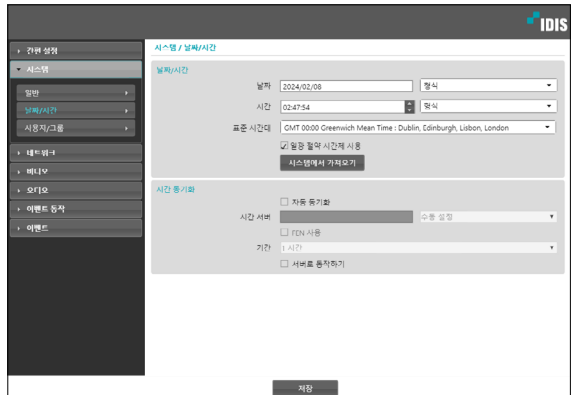 IDIS
간편 설정
시스템
일반
날짜/시간
사용자/그룹
네트워크
비디오
오디오
이벤트 동작
이벤트
시스템 / 날짜/시간
날짜/시간
날짜 2024/02/08 형식
시간 02:47:54 형식
표준 시간대 GMT 00:00 Greenwich Mean Time : Dublin, Edinburgh, Lisbon, London
일광 절약 시간제 사용
시스템에서 가져오기
시간 동기화
자동 동기화
시간 서버 수동 설정
FEN 사용
기간 1 시간
서버로 동작하기
저장